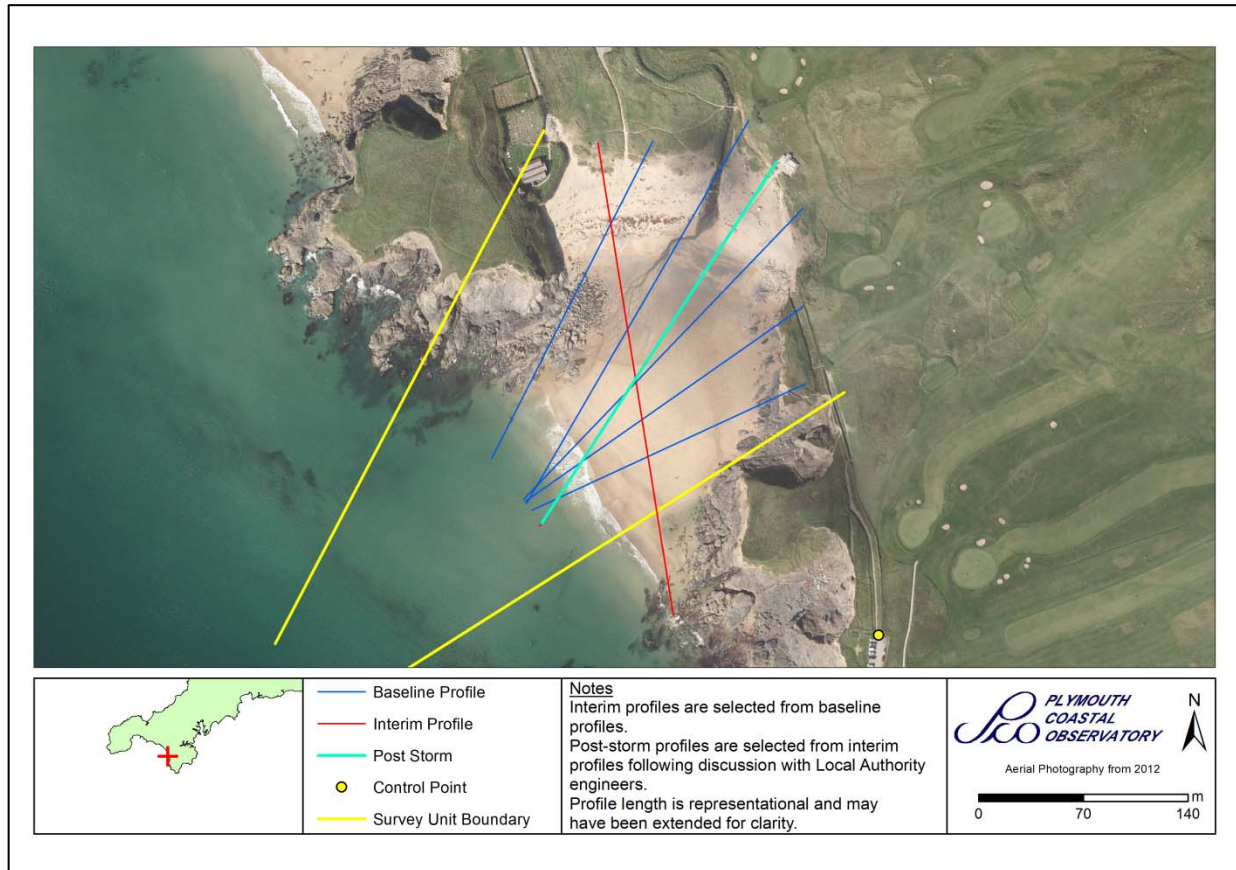 Baseline Profile
Interim Profile
Post Storm
Control Point
Survey Unit Boundary
Notes
Interim profiles are selected from baseline
profiles.
Post-storm profiles are selected from interim
profiles following discussion with Local Authority
engineers.
Profile length is representational and may
have been extended for clarity.
PLYMOUTH
COASTAL
OBSERVATORY
N
Aerial Photography from 2012
m
0 70 140